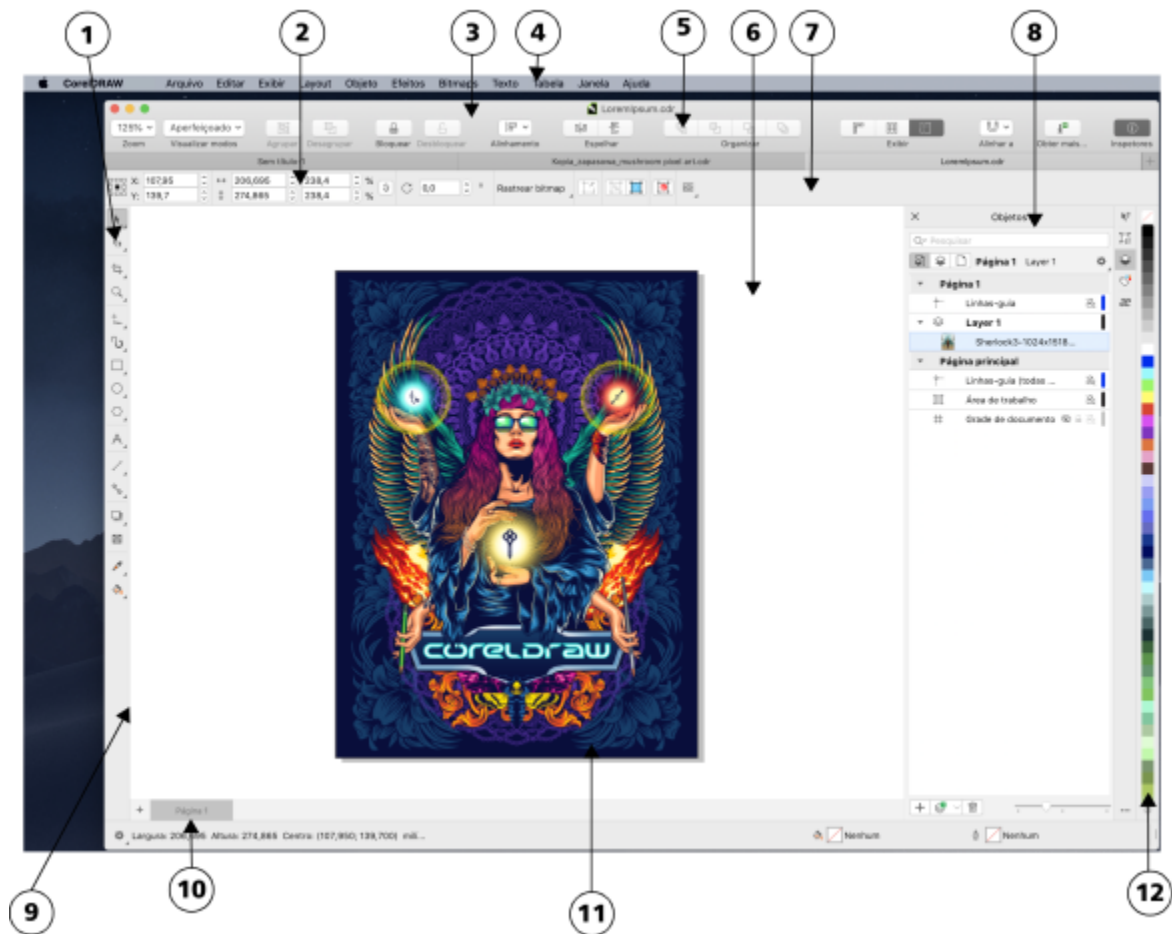 1 2 3 4 5 6 7 8
CorelDRAW Arquivo Editar Exibir Layout Objeto Efeitos Bitmaps Texto Tabela Janela Ajuda
Loremipsum.cdr
125% Aperfeiçoado
Zoom Visualizar modos Agrupar Desagrupar Bloquear Desbloquear Alinhamento Espelhar Organizar Exibir Alinhar a Obter mais... Inspetores
Sem título-1 Kopia_zapasowa_mushroom pixel art.cdr Loremipsum.cdr
X: 107,95 206,695 238,4 % 0,0 ° Rastrear bitmap
Y: 139,7 274,865 238,4 %
Objetos
Pesquisar
Página 1 Layer 1
Página 1
Linhas-guia
Layer 1
Sherlock3-1024x1518...
Página principal
Linhas-guia (todas ...
Área de trabalho
Grade de documento
CORELDRAW
Página 1
Largura: 206,695 Altura: 274,865 Centro: (107,950; 139,700) milí... Nenhum Nenhum
9 10 11 12